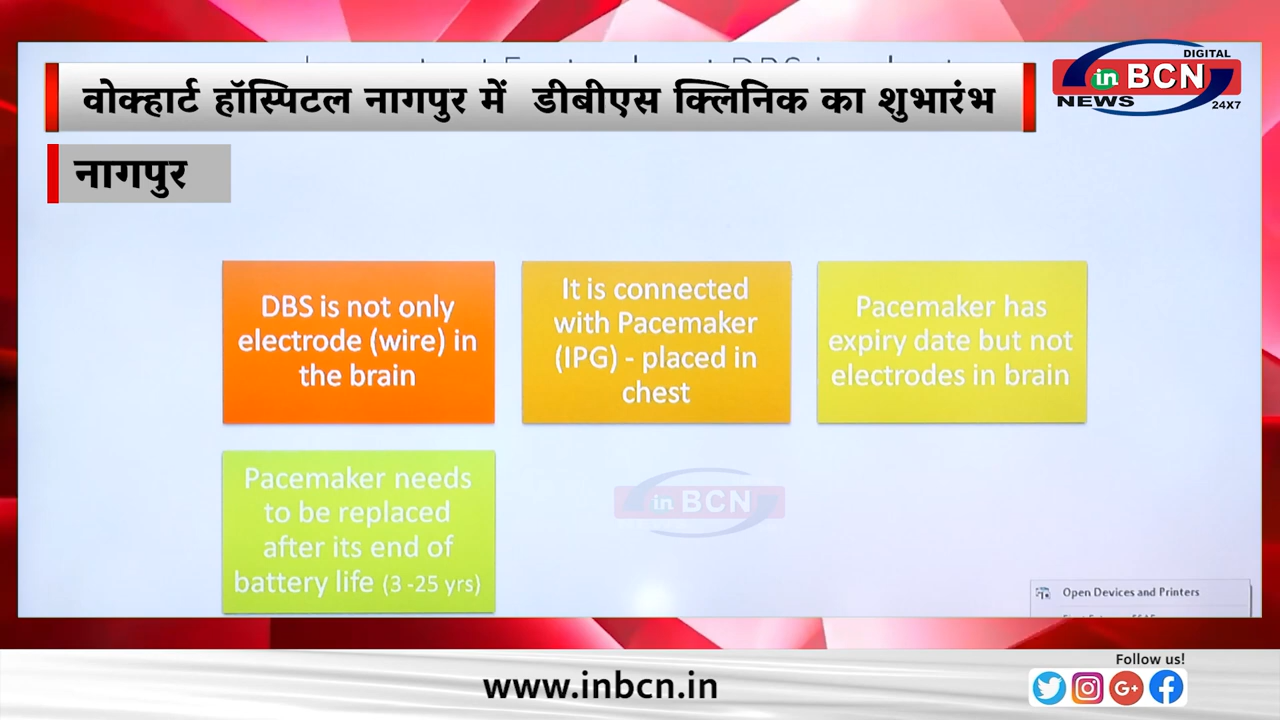 वोक्हार्ट हॉस्पिटल नागपुर में डीबीएस क्लिनिक का शुभारंभ
DIGITAL
in BCN
NEWS 24X7
नागपुर
DBS is not only
electrode (wire) in
the brain
It is connected
with Pacemaker
(IPG) - placed in
chest
Pacemaker has
expiry date but not
electrodes in brain
Pacemaker needs
to be replaced
after its end of
battery life (3 -25 yrs)
in BCN
Open Devices and Printers
Follow us!
www.inbcn.in